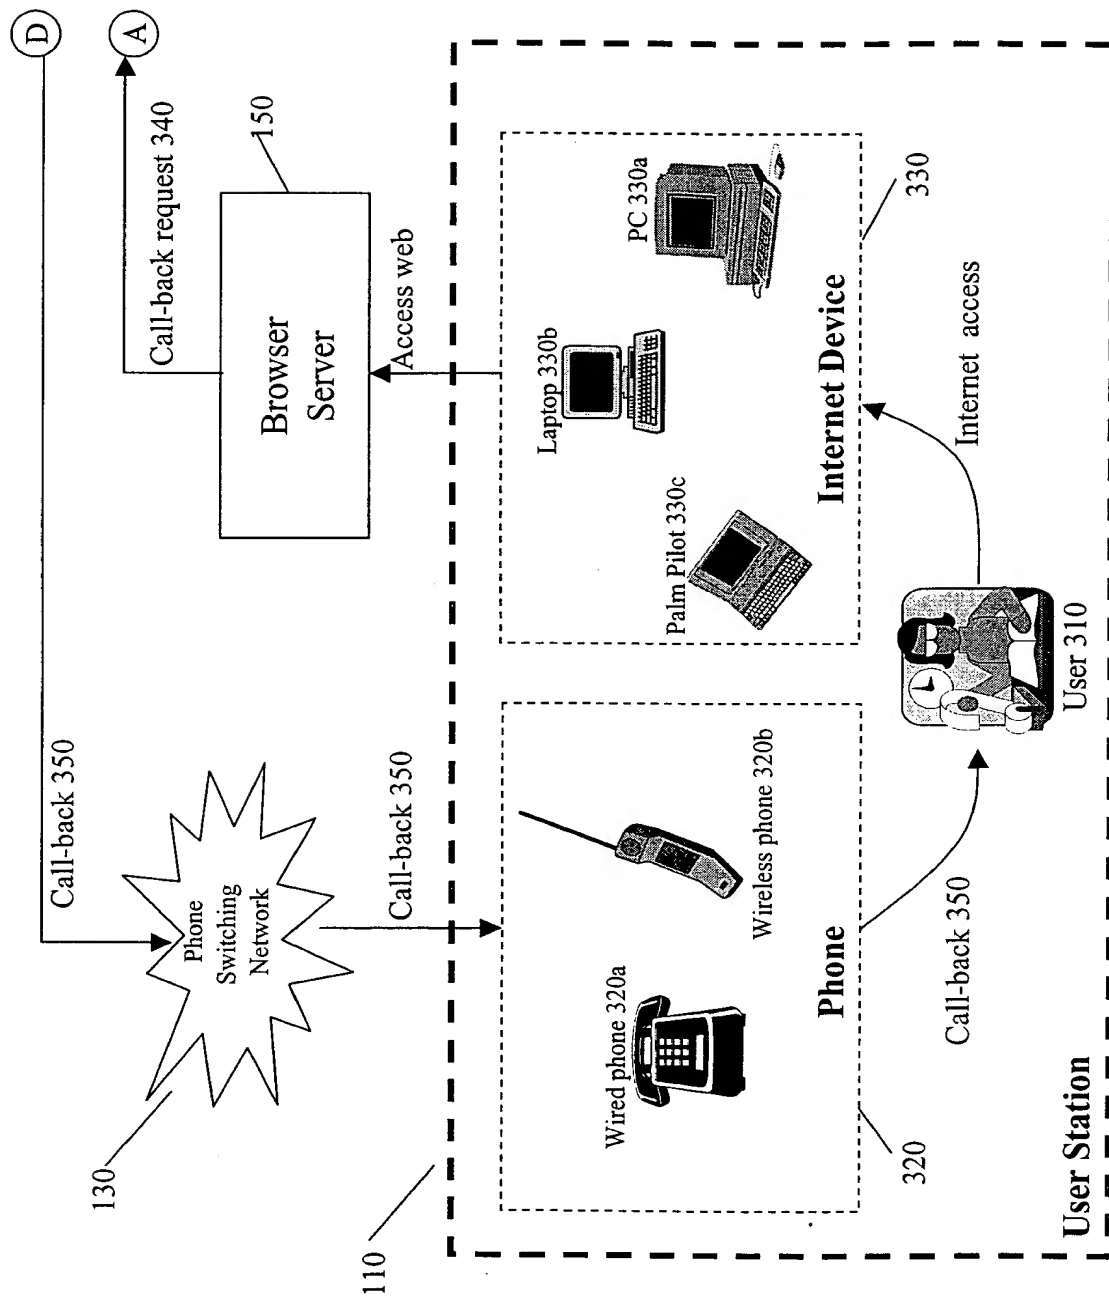 D
A
Call-back 350
Call-back request 340
150
130
Phone
Switching
Network
Browser
Server
Call-back 350
Access web
110
Wired phone 320a
Wireless phone 320b
Phone
320
Palm Pilot 330c
Laptop 330b
PC 330a
Internet Device
330
Call-back 350
Internet access
User 310
User Station